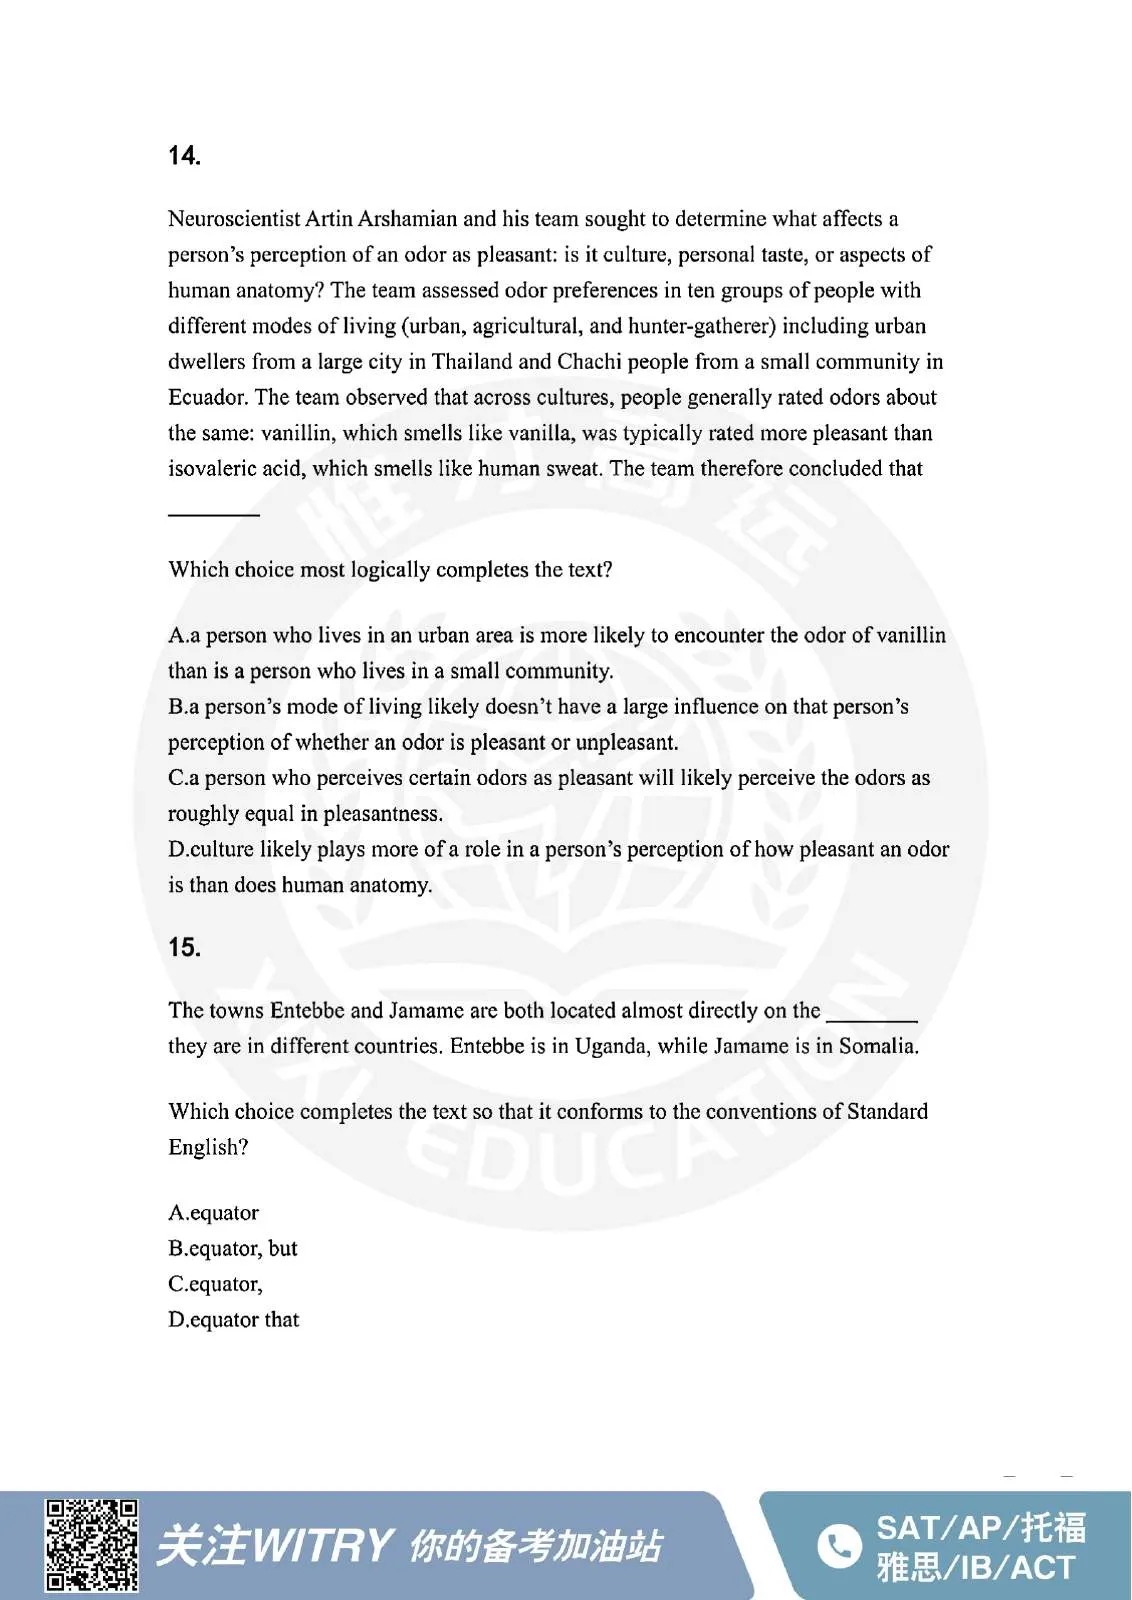 14.
Neuroscientist Artin Arshamian and his team sought to determine what affects a
person's perception of an odor as pleasant: is it culture, personal taste, or aspects of
human anatomy? The team assessed odor preferences in ten groups of people with
different modes of living (urban, agricultural, and hunter-gatherer) including urban
dwellers from a large city in Thailand and Chachi people from a small community in
Ecuador. The team observed that across cultures, people generally rated odors about
the same: vanillin, which smells like vanilla, was typically rated more pleasant than
isovaleric acid, which smells like human sweat. The team therefore concluded that
________
Which choice most logically completes the text?
A.a person who lives in an urban area is more likely to encounter the odor of vanillin
than is a person who lives in a small community.
B.a person's mode of living likely doesn't have a large influence on that person's
perception of whether an odor is pleasant or unpleasant.
C.a person who perceives certain odors as pleasant will likely perceive the odors as
roughly equal in pleasantness.
D.culture likely plays more of a role in a person's perception of how pleasant an odor
is than does human anatomy.
15.
The towns Entebbe and Jamame are both located almost directly on the ________
they are in different countries. Entebbe is in Uganda, while Jamame is in Somalia.
Which choice completes the text so that it conforms to the conventions of Standard
English?
A.equator
B.equator, but
C.equator,
D.equator that
惟才高远
XIXI EDUCATION
关注WITRY 你的备考加油站
SAT/AP/托福
雅思/IB/ACT